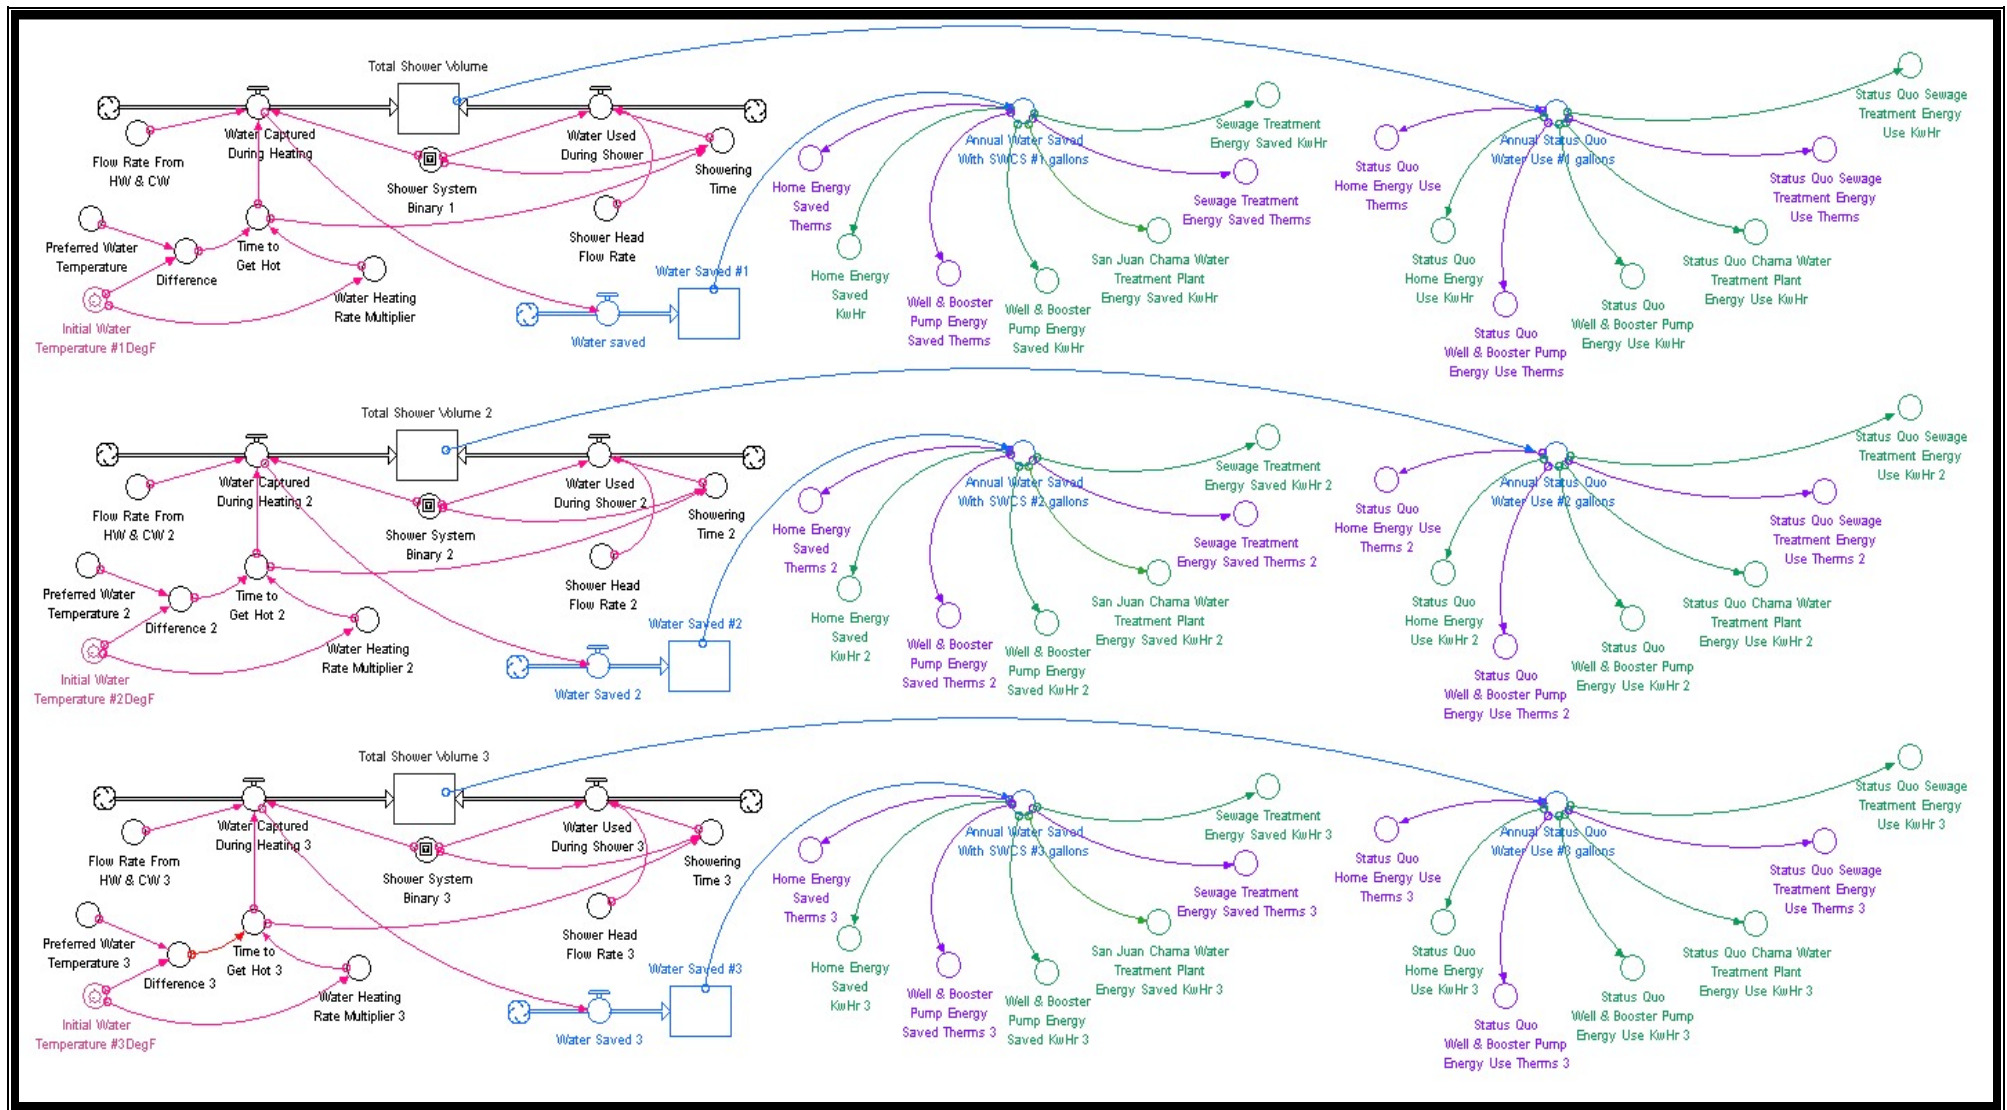 Total Shower Volume
Water Captured
During Heating
Water Used
During Shower
Flow Rate From
HW & CW
Shower System
Binary 1
Showering
Time
Preferred Water
Temperature
Difference
Time to
Get Hot
Shower Head
Flow Rate
Water Heating
Rate Multiplier
Initial Water
Temperature #1DegF
Water Saved #1
Water saved
Annual Water Saved
With SWCS #1 gallons
Home Energy
Saved
Therms
Home Energy
Saved
KwHr
Well & Booster
Pump Energy
Saved Therms
Well & Booster
Pump Energy
Saved KwHr
San Juan Chama Water
Treatment Plant
Energy Saved KwHr
Sewage Treatment
Energy Saved Therms
Sewage Treatment
Energy Saved KwHr
Annual Status Quo
Water Use #1 gallons
Status Quo
Home Energy Use
Therms
Status Quo
Home Energy
Use KwHr
Status Quo
Well & Booster Pump
Energy Use Therms
Status Quo
Well & Booster Pump
Energy Use KwHr
Status Quo Chama Water
Treatment Plant
Energy Use KwHr
Status Quo Sewage
Treatment Energy
Use Therms
Status Quo Sewage
Treatment Energy
Use KwHr
Total Shower Volume 2
Water Captured
During Heating 2
Water Used
During Shower 2
Flow Rate From
HW & CW 2
Shower System
Binary 2
Showering
Time 2
Preferred Water
Temperature 2
Difference 2
Time to
Get Hot 2
Shower Head
Flow Rate 2
Water Heating
Rate Multiplier 2
Initial Water
Temperature #2DegF
Water Saved #2
Water Saved 2
Annual Water Saved
With SWCS #2 gallons
Home Energy
Saved
Therms 2
Home Energy
Saved
KwHr 2
Well & Booster
Pump Energy
Saved Therms 2
Well & Booster
Pump Energy
Saved KwHr 2
San Juan Chama Water
Treatment Plant
Energy Saved KwHr 2
Sewage Treatment
Energy Saved Therms 2
Sewage Treatment
Energy Saved KwHr 2
Annual Status Quo
Water Use #2 gallons
Status Quo
Home Energy Use
Therms 2
Status Quo
Home Energy
Use KwHr 2
Status Quo
Well & Booster Pump
Energy Use Therms 2
Status Quo
Well & Booster Pump
Energy Use KwHr 2
Status Quo Chama Water
Treatment Plant
Energy Use KwHr 2
Status Quo Sewage
Treatment Energy
Use Therms 2
Status Quo Sewage
Treatment Energy
Use KwHr 2
Total Shower Volume 3
Water Captured
During Heating 3
Water Used
During Shower 3
Flow Rate From
HW & CW 3
Shower System
Binary 3
Showering
Time 3
Preferred Water
Temperature 3
Difference 3
Time to
Get Hot 3
Shower Head
Flow Rate 3
Water Heating
Rate Multiplier 3
Initial Water
Temperature #3DegF
Water Saved #3
Water Saved 3
Annual Water Saved
With SWCS #3 gallons
Home Energy
Saved
Therms 3
Home Energy
Saved
KwHr 3
Well & Booster
Pump Energy
Saved Therms 3
Well & Booster
Pump Energy
Saved KwHr 3
San Juan Chama Water
Treatment Plant
Energy Saved KwHr 3
Sewage Treatment
Energy Saved Therms 3
Sewage Treatment
Energy Saved KwHr 3
Annual Status Quo
Water Use #3 gallons
Status Quo
Home Energy Use
Therms 3
Status Quo
Home Energy
Use KwHr 3
Status Quo
Well & Booster Pump
Energy Use Therms 3
Status Quo
Well & Booster Pump
Energy Use KwHr 3
Status Quo Chama Water
Treatment Plant
Energy Use KwHr 3
Status Quo Sewage
Treatment Energy
Use Therms 3
Status Quo Sewage
Treatment Energy
Use KwHr 3